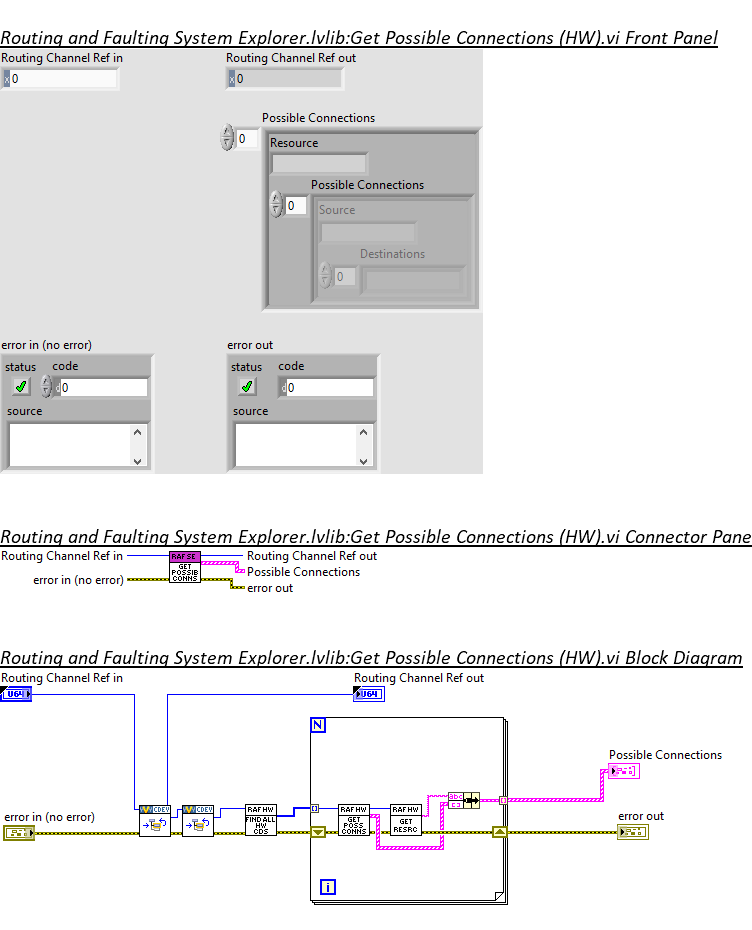 Routing and Faulting System Explorer.lvlib:Get Possible Connections (HW).vi Front Panel
Routing Channel Ref in
Routing Channel Ref out
x 0
x 0
Possible Connections
0
Resource
Possible Connections
0
Source
Destinations
0
error in (no error)
error out
status code
status code
d 0
d 0
source
source
Routing and Faulting System Explorer.lvlib:Get Possible Connections (HW).vi Connector Pane
Routing Channel Ref in
RAF SE
Routing Channel Ref out
GET
POSSIB
CONNS
Possible Connections
error in (no error)
error out
Routing and Faulting System Explorer.lvlib:Get Possible Connections (HW).vi Block Diagram
Routing Channel Ref in
Routing Channel Ref out
U64
U64
N
Possible Connections
error in (no error)
CDEV
CDEV
RAF HW
FIND ALL
HW
CDS
RAF HW
GET
POSS
CONNS
RAF HW
GET
RESRC
abc
error out
i